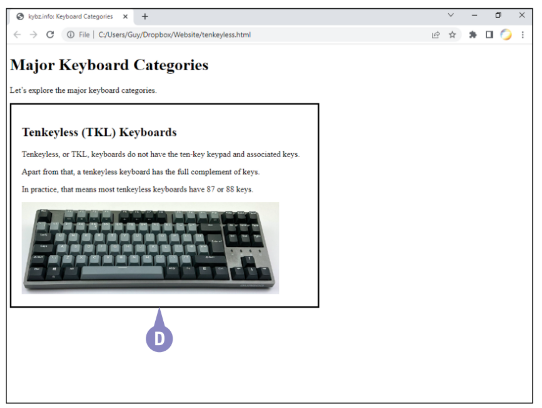 kybz.info: Keyboard Categories
File | C:/Users/Guy/Dropbox/Website/tenkeyless.html
Major Keyboard Categories
Let's explore the major keyboard categories.
Tenkeyless (TKL) Keyboards
Tenkeyless, or TKL, keyboards do not have the ten-key keypad and associated keys.
Apart from that, a tenkeyless keyboard has the full complement of keys.
In practice, that means most tenkeyless keyboards have 87 or 88 keys.
D